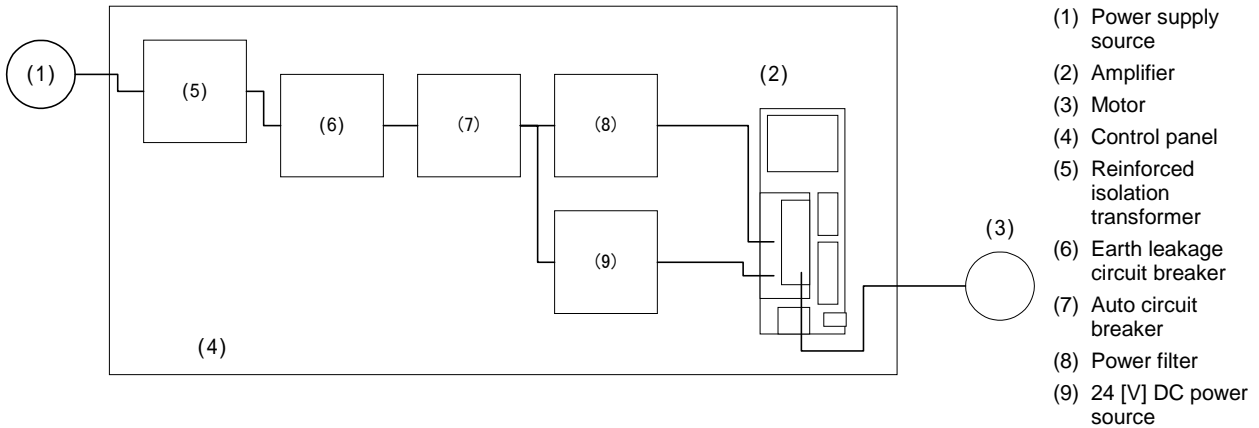 (1)
(5)
(6)
(7)
(8)
(2)
(9)
(3)
(4)
(1) Power supply
source
(2) Amplifier
(3) Motor
(4) Control panel
(5) Reinforced
isolation
transformer
(6) Earth leakage
circuit breaker
(7) Auto circuit
breaker
(8) Power filter
(9) 24 [V] DC power
source